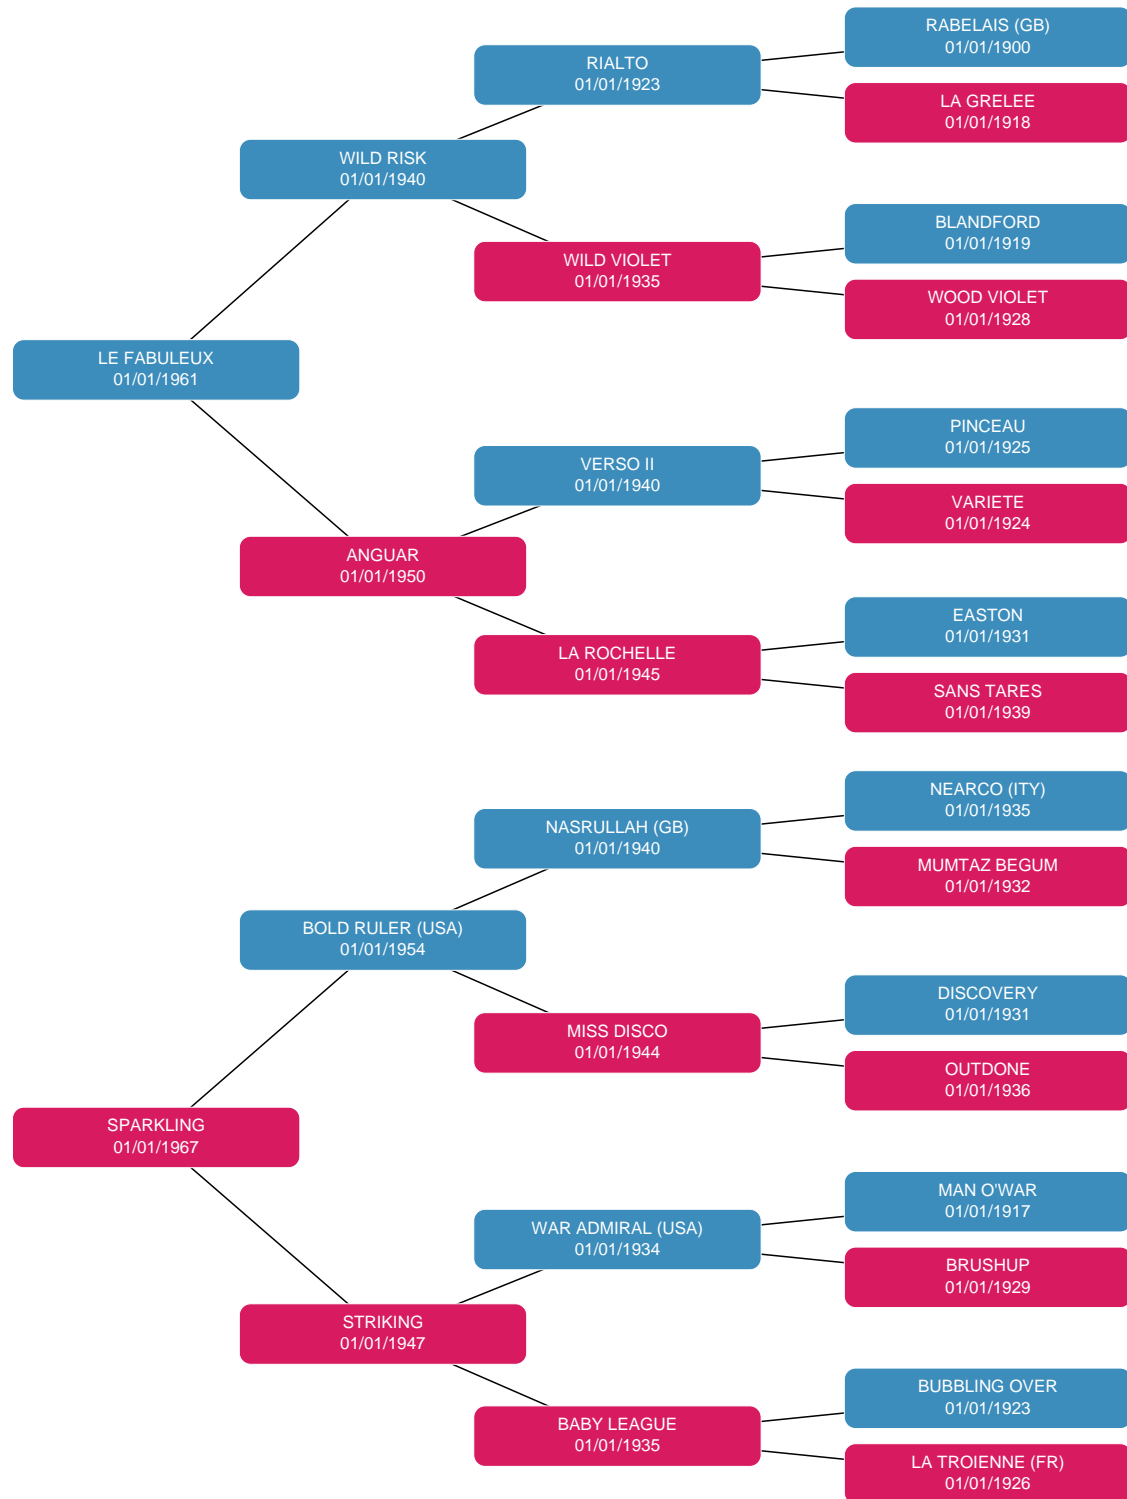 RABELAIS (GB)
01/01/1900
RIALTO
01/01/1923
LA GRELEE
01/01/1918
WILD RISK
01/01/1940
BLANDFORD
01/01/1919
WILD VIOLET
01/01/1935
WOOD VIOLET
01/01/1928
LE FABULEUX
01/01/1961
PINCEAU
01/01/1925
VERSO II
01/01/1940
VARIETE
01/01/1924
ANGUAR
01/01/1950
EASTON
01/01/1931
LA ROCHELLE
01/01/1945
SANS TARES
01/01/1939
NEARCO (ITY)
01/01/1935
NASRULLAH (GB)
01/01/1940
MUMTAZ BEGUM
01/01/1932
BOLD RULER (USA)
01/01/1954
DISCOVERY
01/01/1931
MISS DISCO
01/01/1944
OUTDONE
01/01/1936
SPARKLING
01/01/1967
MAN O'WAR
01/01/1917
WAR ADMIRAL (USA)
01/01/1934
BRUSHUP
01/01/1929
STRIKING
01/01/1947
BUBBLING OVER
01/01/1923
BABY LEAGUE
01/01/1935
LA TROIENNE (FR)
01/01/1926